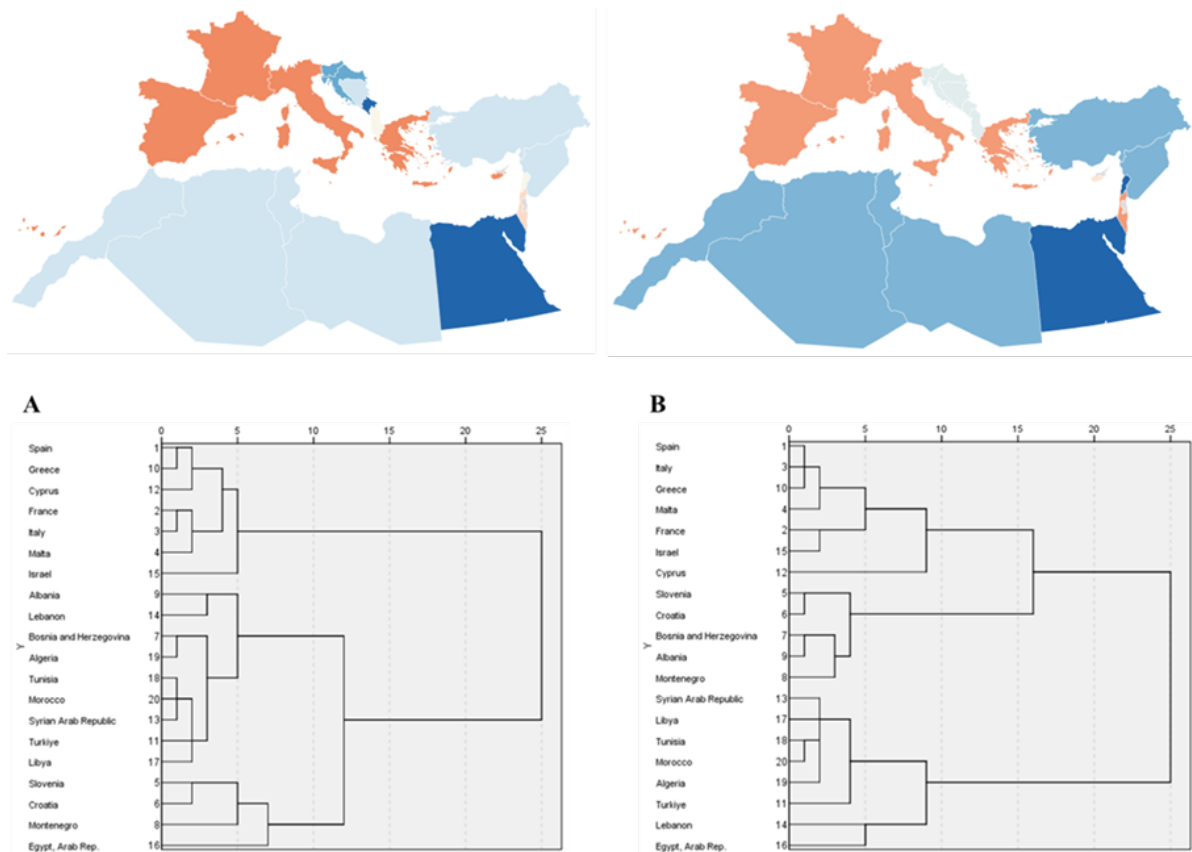 A
0 5 10 15 20 25
Spain 1
Greece 10
Cyprus 12
France 2
Italy 3
Malta 4
Israel 15
Albania 9
Lebanon 14
Bosnia and Herzegovina 7
Algeria 19
Tunisia 18
Morocco 20
Syrian Arab Republic 13
Turkiye 11
Libya 17
Slovenia 5
Croatia 6
Montenegro 8
Egypt, Arab Rep. 16
Y
B
0 5 10 15 20 25
Spain 1
Italy 3
Greece 10
Malta 4
France 2
Israel 15
Cyprus 12
Slovenia 5
Croatia 6
Bosnia and Herzegovina 7
Albania 9
Montenegro 8
Syrian Arab Republic 13
Libya 17
Tunisia 18
Morocco 20
Algeria 19
Turkiye 11
Lebanon 14
Egypt, Arab Rep. 16
Y